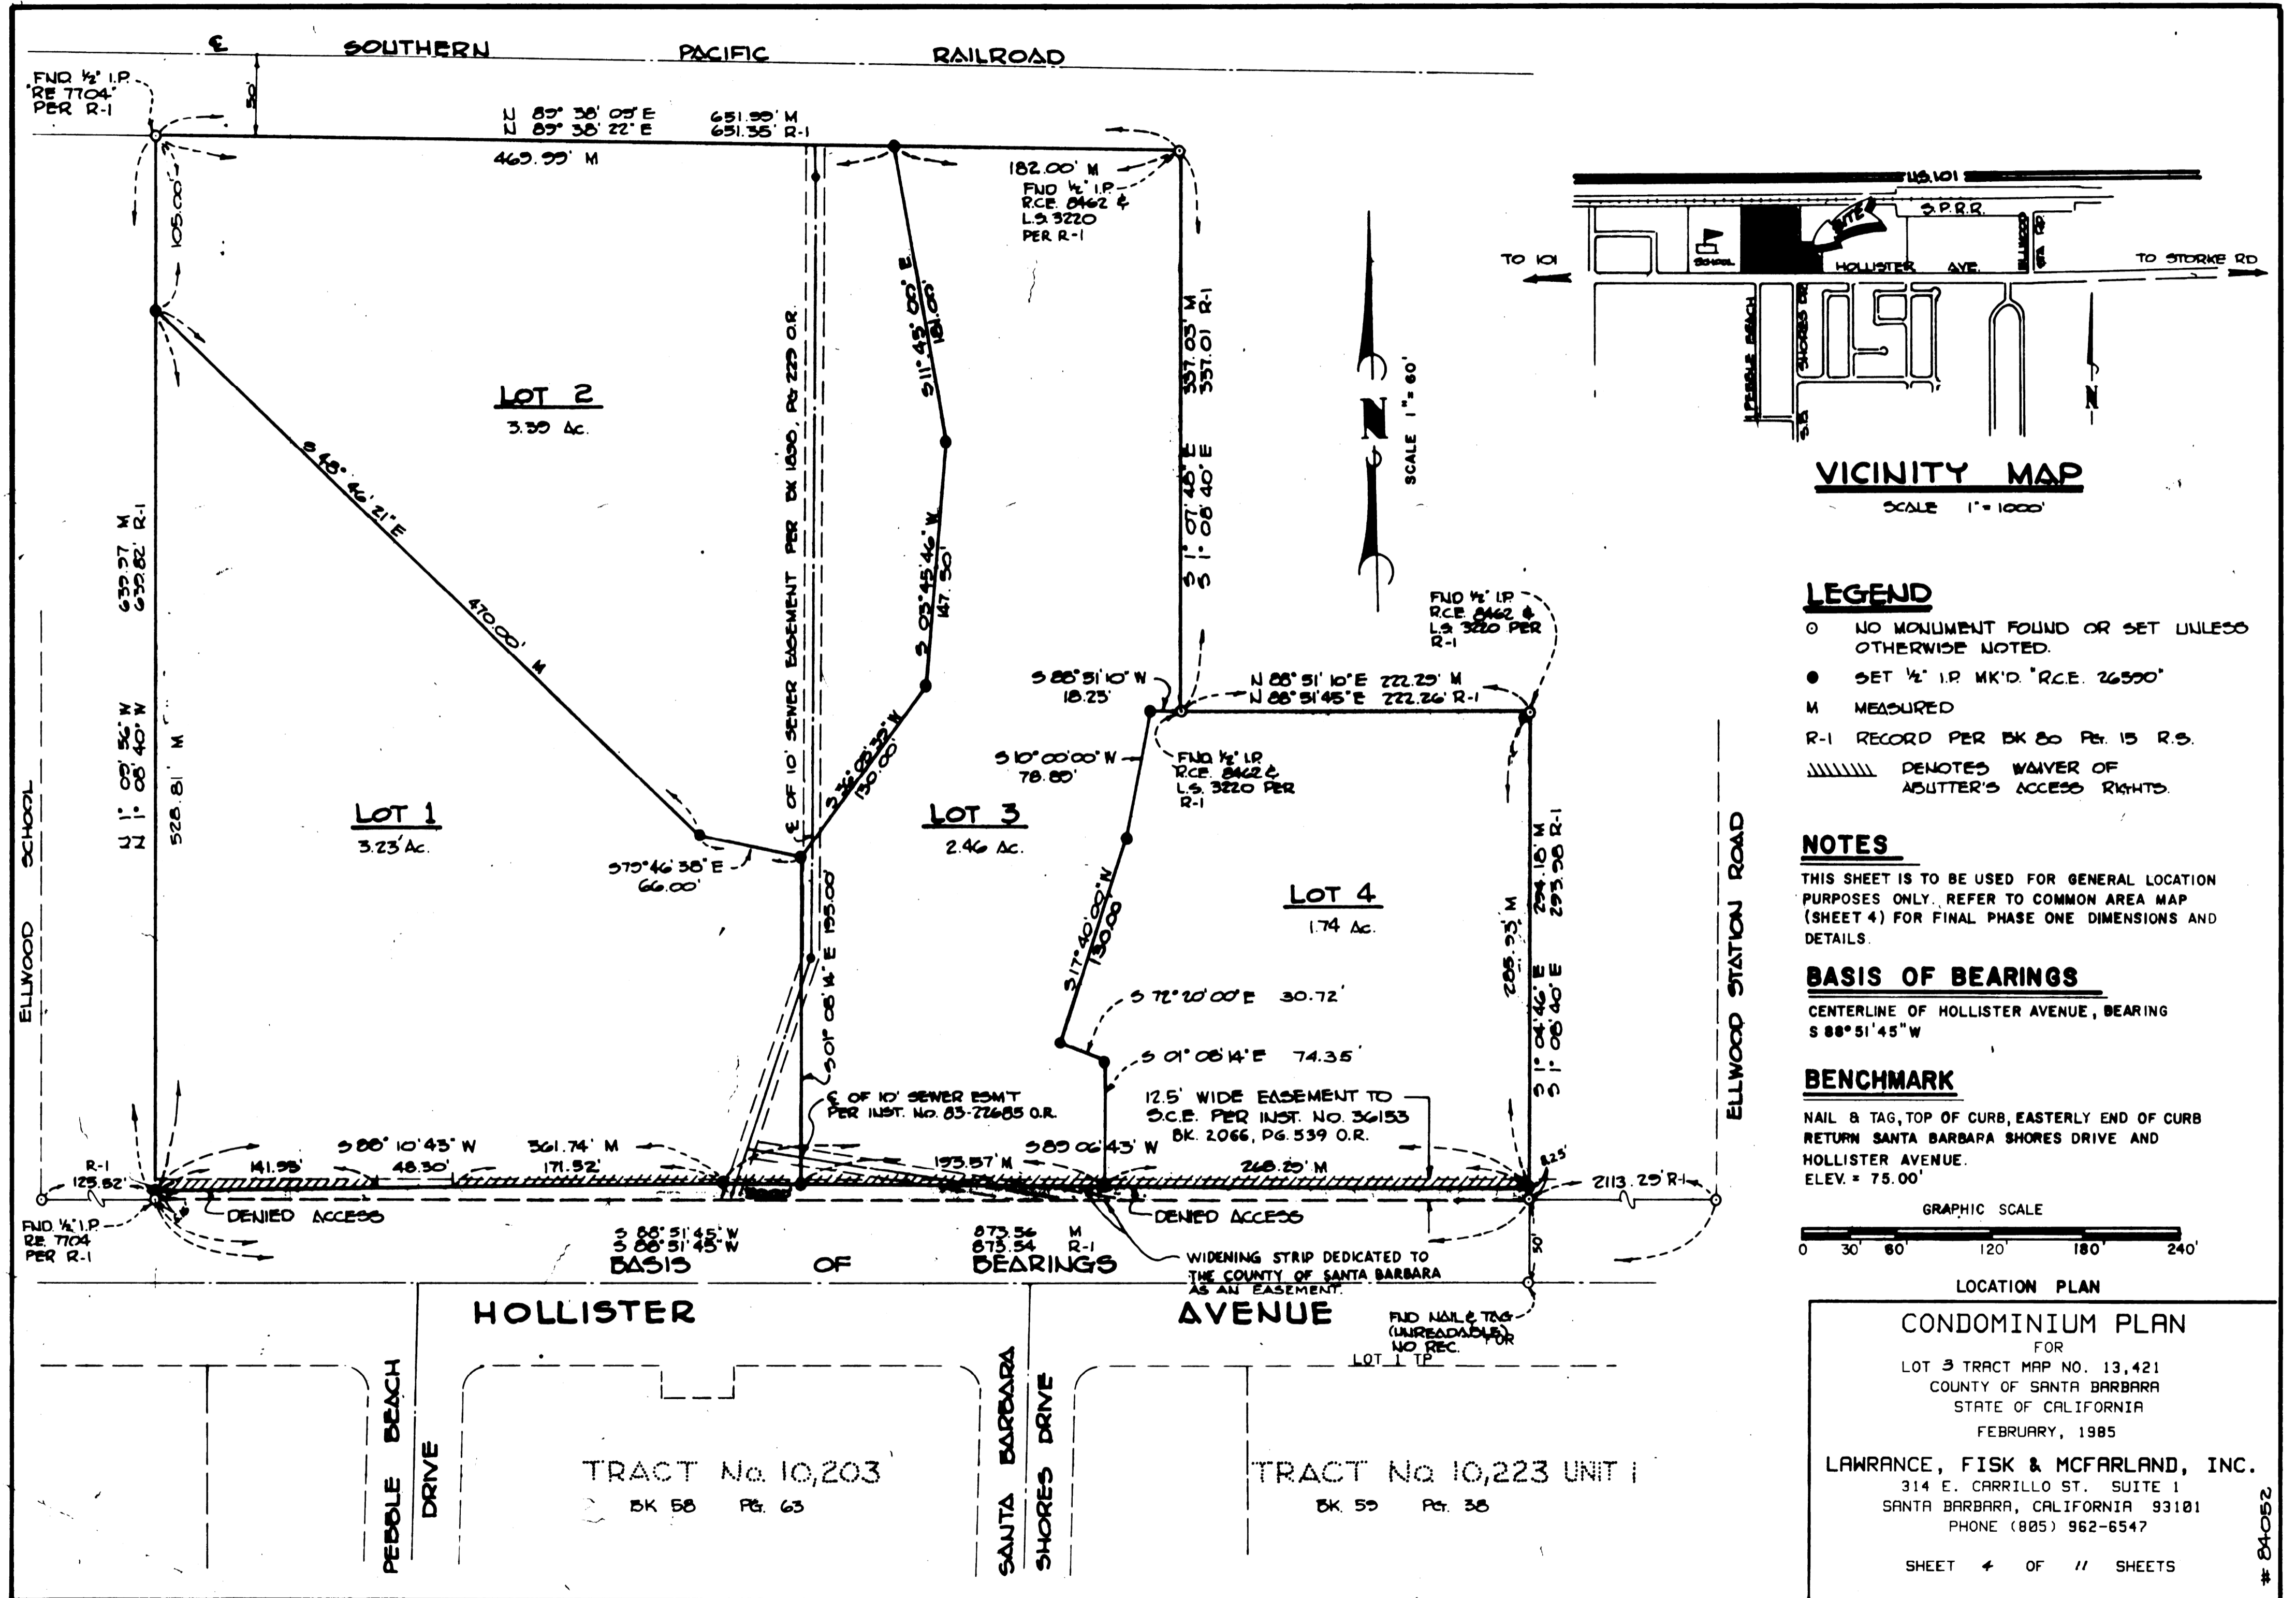 ℄ SOUTHERN PACIFIC RAILROAD
FND. ½" I.P.
"RE 7704"
PER R-1
50'
N 89° 38' 09" E 651.99' M
N 89° 38' 22" E 651.35' R-1
469.99' M
182.00' M
FND ½" I.P.
R.C.E. 8462 &
L.S. 3220
PER R-1
105.00'
LOT 2
3.39 Ac.
S 48° 46' 21" E
470.00' M
639.97 M
639.82' R-1
N 1° 09' 56" W
N 1° 08' 40" W
528.81' M
℄ OF 10' SEWER EASEMENT PER BK 1890, PG 229 O.R.
S 11° 45' 00" E
181.00'
S 03° 45' 46" W
147.50'
S 36° 09' 39" W
130.00'
337.03' M
337.01 R-1
S 1° 07' 48" E
S 1° 08' 40" E
SCALE 1" = 60'
N
S 88° 51' 10" W
18.23'
N 88° 51' 10" E 222.29' M
N 88° 51' 45" E 222.26' R-1
FND ½" I.P.
R.C.E. 8462 &
L.S. 3220 PER
R-1
S 10° 00' 00" W
78.89'
FND. ½" I.P.
R.C.E. 8462 &
L.S. 3220 PER
R-1
ELLWOOD SCHOOL
LOT 1
3.23 Ac.
S 79° 46' 38" E
66.00'
S 01° 08' 14" E 195.00'
LOT 3
2.46 Ac.
S 17° 40' 00" W
130.00
LOT 4
1.74 Ac.
S 72° 20' 00" E 30.72'
S 01° 08' 14" E 74.35'
285.93' M
S 1° 04' 46" E 294.18' M
S 1° 08' 40" E 293.98 R-1
ELLWOOD STATION ROAD
℄ OF 10' SEWER ESM'T
PER INST. NO. 83-22685 O.R.
12.5' WIDE EASEMENT TO
S.C.E. PER INST. NO. 36153
BK. 2066, PG. 539 O.R.
R-1
125.52'
S 88° 10' 43" W 361.74' M
141.93' 48.30' 171.52'
S 89 06' 43" W
193.57' M
268.29' M
8.25'
2113.29' R-1
DENIED ACCESS
DENIED ACCESS
FND. ½" I.P.
R.E. 7704
PER R-1
S 88° 51' 45" W 873.56 M
S 88° 51' 45" W 873.54 R-1
BASIS OF BEARINGS
WIDENING STRIP DEDICATED TO
THE COUNTY OF SANTA BARBARA
AS AN EASEMENT.
50'
HOLLISTER AVENUE
FND NAIL & TAG
(UNREADABLE)
NO REC. FOR
LOT 1 TP
PEBBLE BEACH
DRIVE
TRACT No. 10,203
BK 58 PG. 63
SANTA BARBARA
SHORES DRIVE
TRACT No. 10,223 UNIT 1
BK. 59 PG. 38
U.S. 101
S.P.R.R.
SITE
SCHOOL
ELLWOOD
STA RD
TO 101
HOLLISTER AVE.
TO STORKE RD
PEBBLE BEACH
S.B. SHORES DR
N
VICINITY MAP
SCALE 1" = 1000'
LEGEND
NO MONUMENT FOUND OR SET UNLESS
OTHERWISE NOTED.
SET ½" I.P. MK'D. "R.C.E. 26590"
M MEASURED
R-1 RECORD PER BK 80 PG. 15 R.S.
DENOTES WAIVER OF
ABUTTER'S ACCESS RIGHTS.
NOTES
THIS SHEET IS TO BE USED FOR GENERAL LOCATION
PURPOSES ONLY. REFER TO COMMON AREA MAP
(SHEET 4) FOR FINAL PHASE ONE DIMENSIONS AND
DETAILS.
BASIS OF BEARINGS
CENTERLINE OF HOLLISTER AVENUE, BEARING
S 88° 51' 45" W
BENCHMARK
NAIL & TAG, TOP OF CURB, EASTERLY END OF CURB
RETURN SANTA BARBARA SHORES DRIVE AND
HOLLISTER AVENUE.
ELEV. = 75.00'
GRAPHIC SCALE
0 30' 60' 120' 180' 240'
LOCATION PLAN
CONDOMINIUM PLAN
FOR
LOT 3 TRACT MAP NO. 13,421
COUNTY OF SANTA BARBARA
STATE OF CALIFORNIA
FEBRUARY, 1985
LAWRANCE, FISK & MCFARLAND, INC.
314 E. CARRILLO ST. SUITE 1
SANTA BARBARA, CALIFORNIA 93101
PHONE (805) 962-6547
SHEET 4 OF 11 SHEETS
# 84052